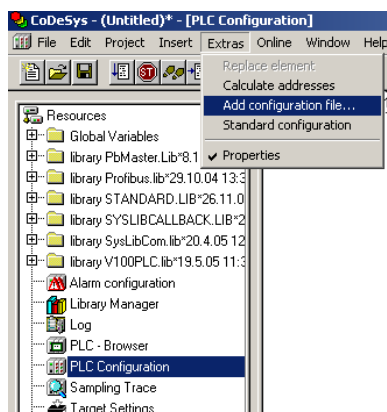 CoDeSys - (Untitled)* - [PLC Configuration]
File Edit Project Insert Extras Online Window Help
Replace element
Calculate addresses
Add configuration file...
Standard configuration
Properties
Resources
Global Variables
library PbMaster.Lib*8.1
library Profibus.lib*29.10.04 13:3
library STANDARD.LIB*26.11.0
library SYSLIBCALLBACK.LIB*2
library SysLibCom.lib*20.4.05 12
library V100PLC.lib*19.5.05 11:3
Alarm configuration
Library Manager
Log
PLC - Browser
PLC Configuration
Sampling Trace
Target Settings